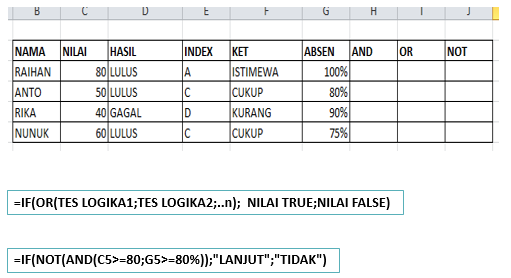 B C D E F G H I J
NAMA NILAI HASIL INDEX KET ABSEN AND OR NOT
RAIHAN 80 LULUS A ISTIMEWA 100%
ANTO 50 LULUS C CUKUP 80%
RIKA 40 GAGAL D KURANG 90%
NUNUK 60 LULUS C CUKUP 75%
=IF(OR(TES LOGIKA1;TES LOGIKA2;..n); NILAI TRUE;NILAI FALSE)
=IF(NOT(AND(C5>=80;G5>=80%));"LANJUT";"TIDAK")